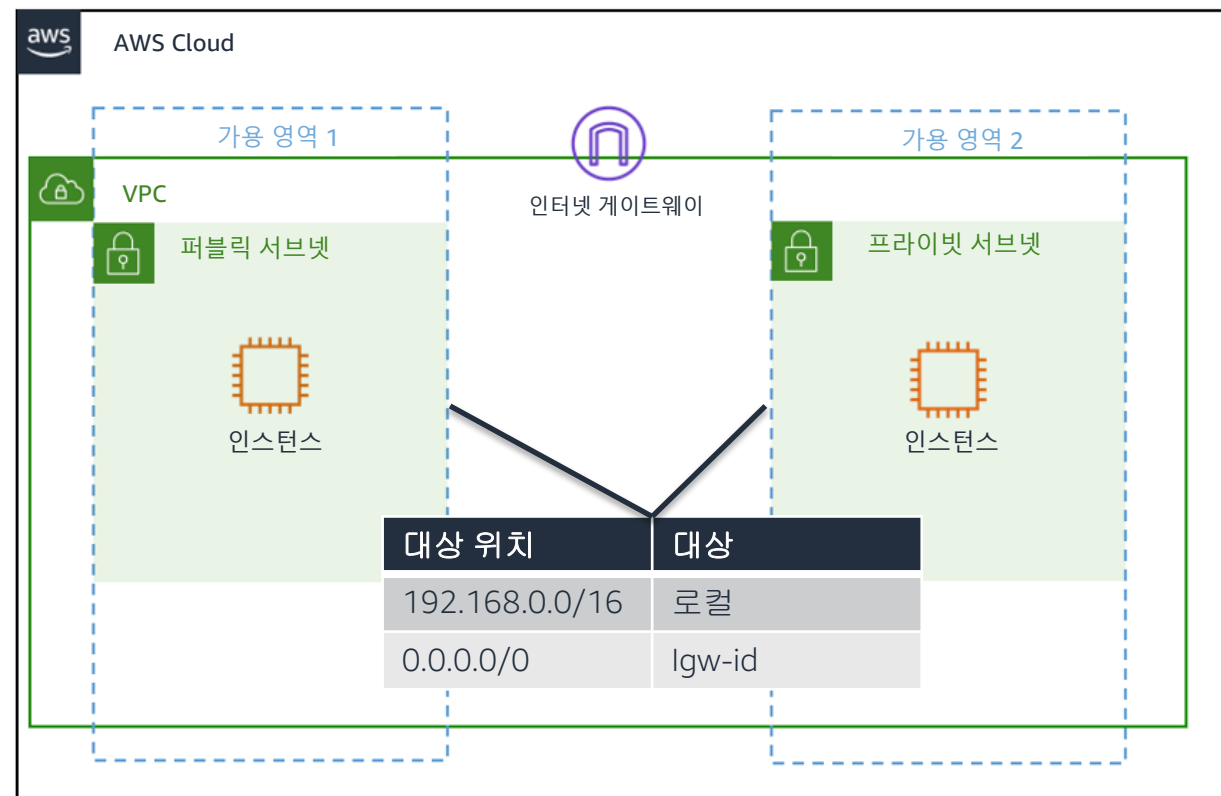 aws
AWS Cloud
가용 영역 1
가용 영역 2
VPC
인터넷 게이트웨이
퍼블릭 서브넷
프라이빗 서브넷
인스턴스
인스턴스
대상 위치 대상
192.168.0.0/16 로컬
0.0.0.0/0 Igw-id